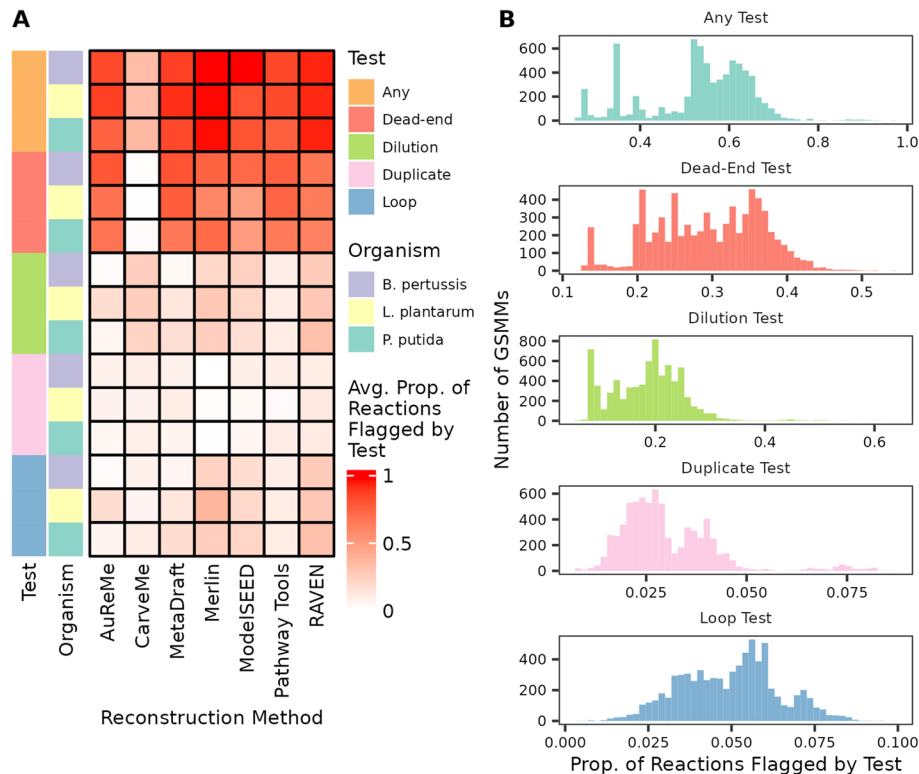 A
Test
Any
Dead-end
Dilution
Duplicate
Loop
Organism
B. pertussis
L. plantarum
P. putida
Avg. Prop. of
Reactions
Flagged by
Test
1
0.5
0
Test
Organism
AuReMe
CarveMe
MetaDraft
Merlin
ModelSEED
Pathway Tools
RAVEN
Reconstruction Method
B
Number of GSMMs
Any Test
600
400
200
0
0.4 0.6 0.8 1.0
Dead-End Test
400
300
200
100
0
0.1 0.2 0.3 0.4 0.5
Dilution Test
800
600
400
200
0
0.2 0.4 0.6
Duplicate Test
600
400
200
0
0.025 0.050 0.075
Loop Test
400
200
0
0.000 0.025 0.050 0.075 0.100
Prop. of Reactions Flagged by Test